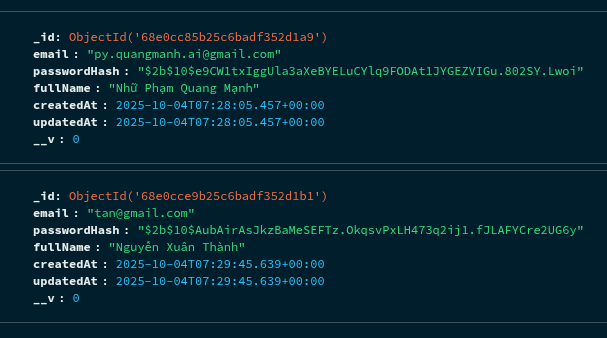 _id: ObjectId('68e0cc85b25c6badf352d1a9')
email : "py.quangmanh.ai@gmail.com"
passwordHash : "$2b$10$e9CW1txIggUla3aXeBYELuCYlq9FODAt1JYGEZVIGu.802SY.Lwoi"
fullName : "Nhữ Phạm Quang Mạnh"
createdAt : 2025-10-04T07:28:05.457+00:00
updatedAt : 2025-10-04T07:28:05.457+00:00
__v : 0
_id: ObjectId('68e0cce9b25c6badf352d1b1')
email : "tan@gmail.com"
passwordHash : "$2b$10$AubAirAsJkzBaMeSEFTz.OkqsvPxLH473q2ij1.fJLAFYCre2UG6y"
fullName : "Nguyễn Xuân Thành"
createdAt : 2025-10-04T07:29:45.639+00:00
updatedAt : 2025-10-04T07:29:45.639+00:00
__v : 0